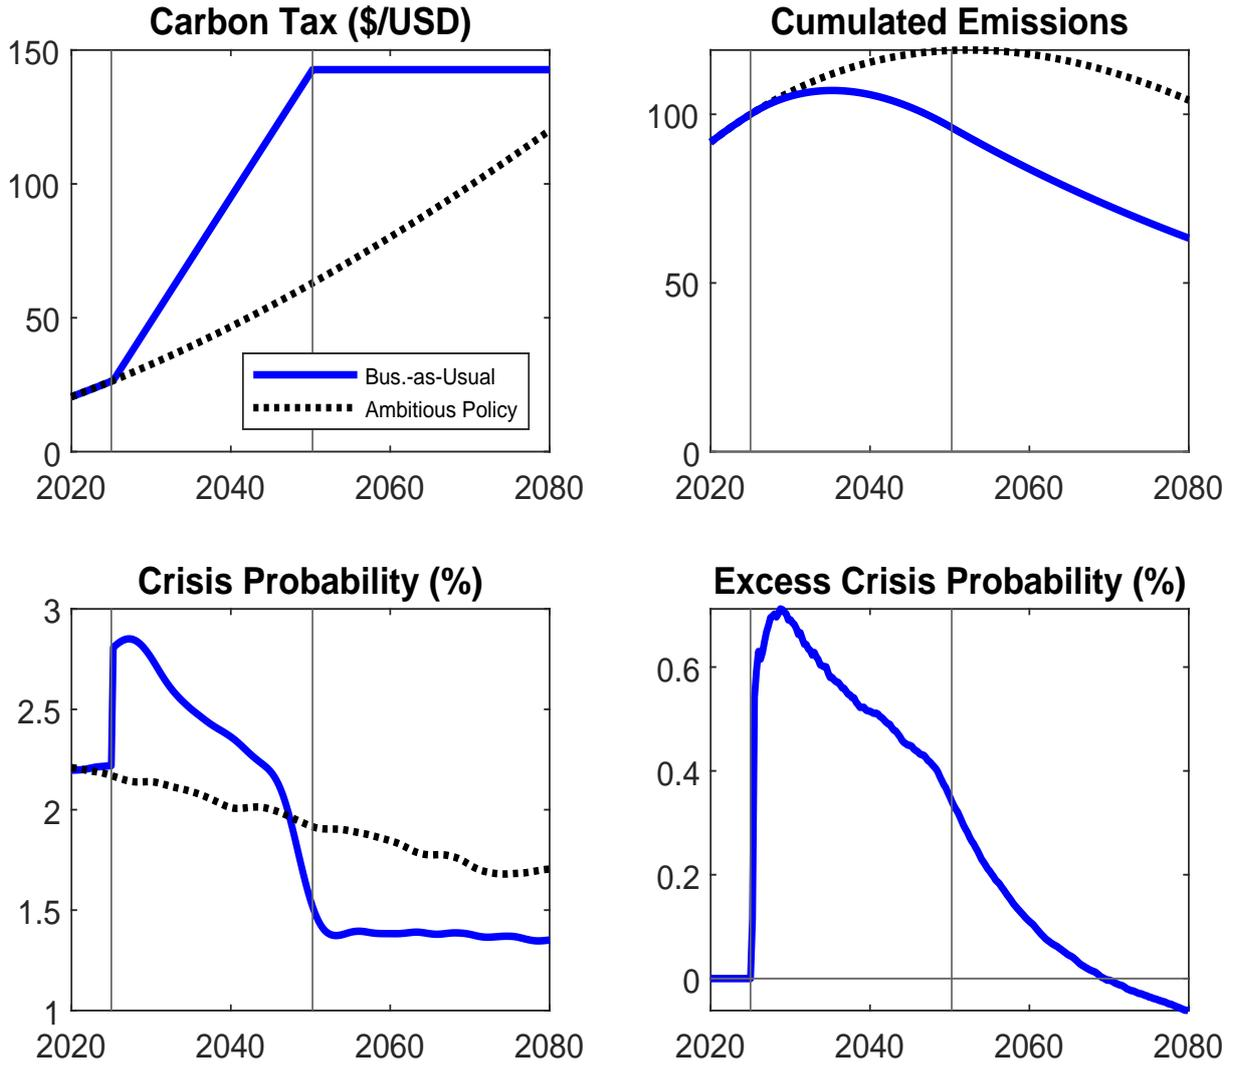 Carbon Tax ($/USD)
150
100
50
0
2020 2040 2060 2080
Bus.-as-Usual
Ambitious Policy
Cumulated Emissions
100
50
0
2020 2040 2060 2080
Crisis Probability (%)
3
2.5
2
1.5
1
2020 2040 2060 2080
Excess Crisis Probability (%)
0.6
0.4
0.2
0
2020 2040 2060 2080